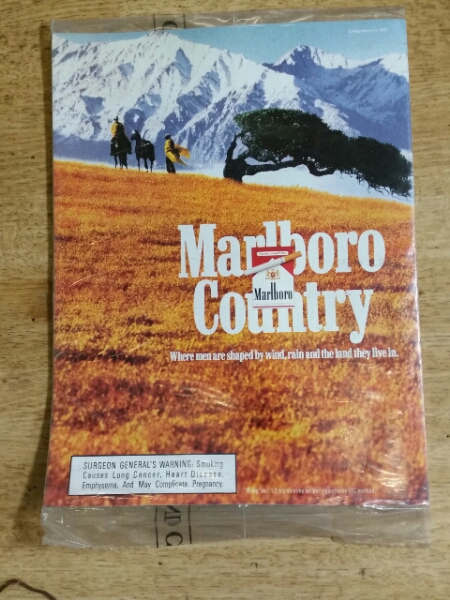 Marlboro
Marlboro
Country
Where men are shaped by wind, rain and the land they live in.
SURGEON GENERAL'S WARNING: Smoking
Causes Lung Cancer, Heart Disease,
Emphysema, And May Complicate Pregnancy.